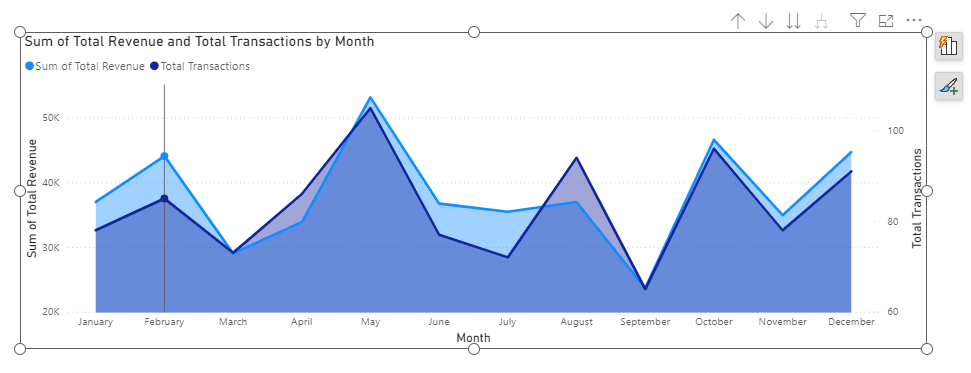 Sum of Total Revenue and Total Transactions by Month
Sum of Total Revenue Total Transactions
50K
40K
30K
20K
Sum of Total Revenue
100
80
60
Total Transactions
January February March April May June July August September October November December
Month